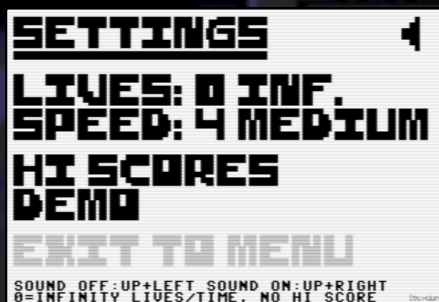 SETTINGS
LIVES: 0 INF.
SPEED: 4 MEDIUM
HI SCORES
DEMO
EXIT TO MENU
SOUND OFF:UP+LEFT SOUND ON:UP+RIGHT
0=INFINITY LIVES/TIME, NO HI SCORE